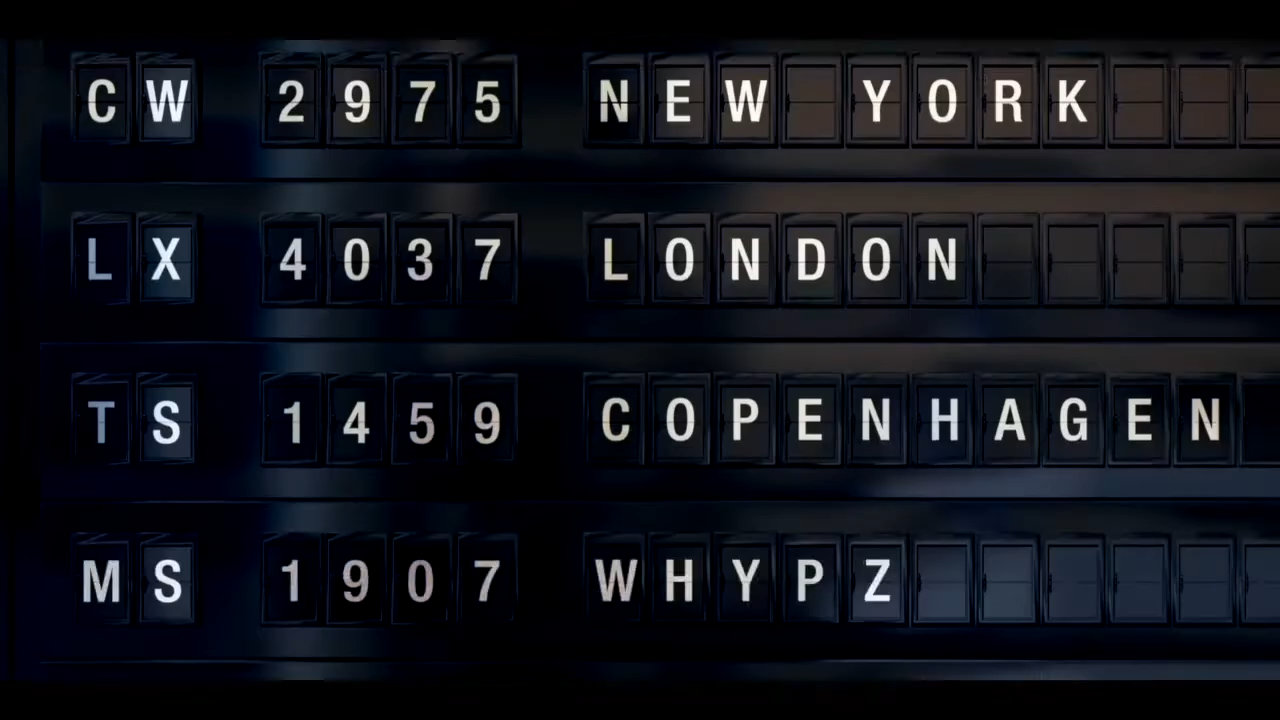 CW 2975 NEW YORK
LX 4037 LONDON
TS 1459 COPENHAGEN
MS 1907 WHYPZ